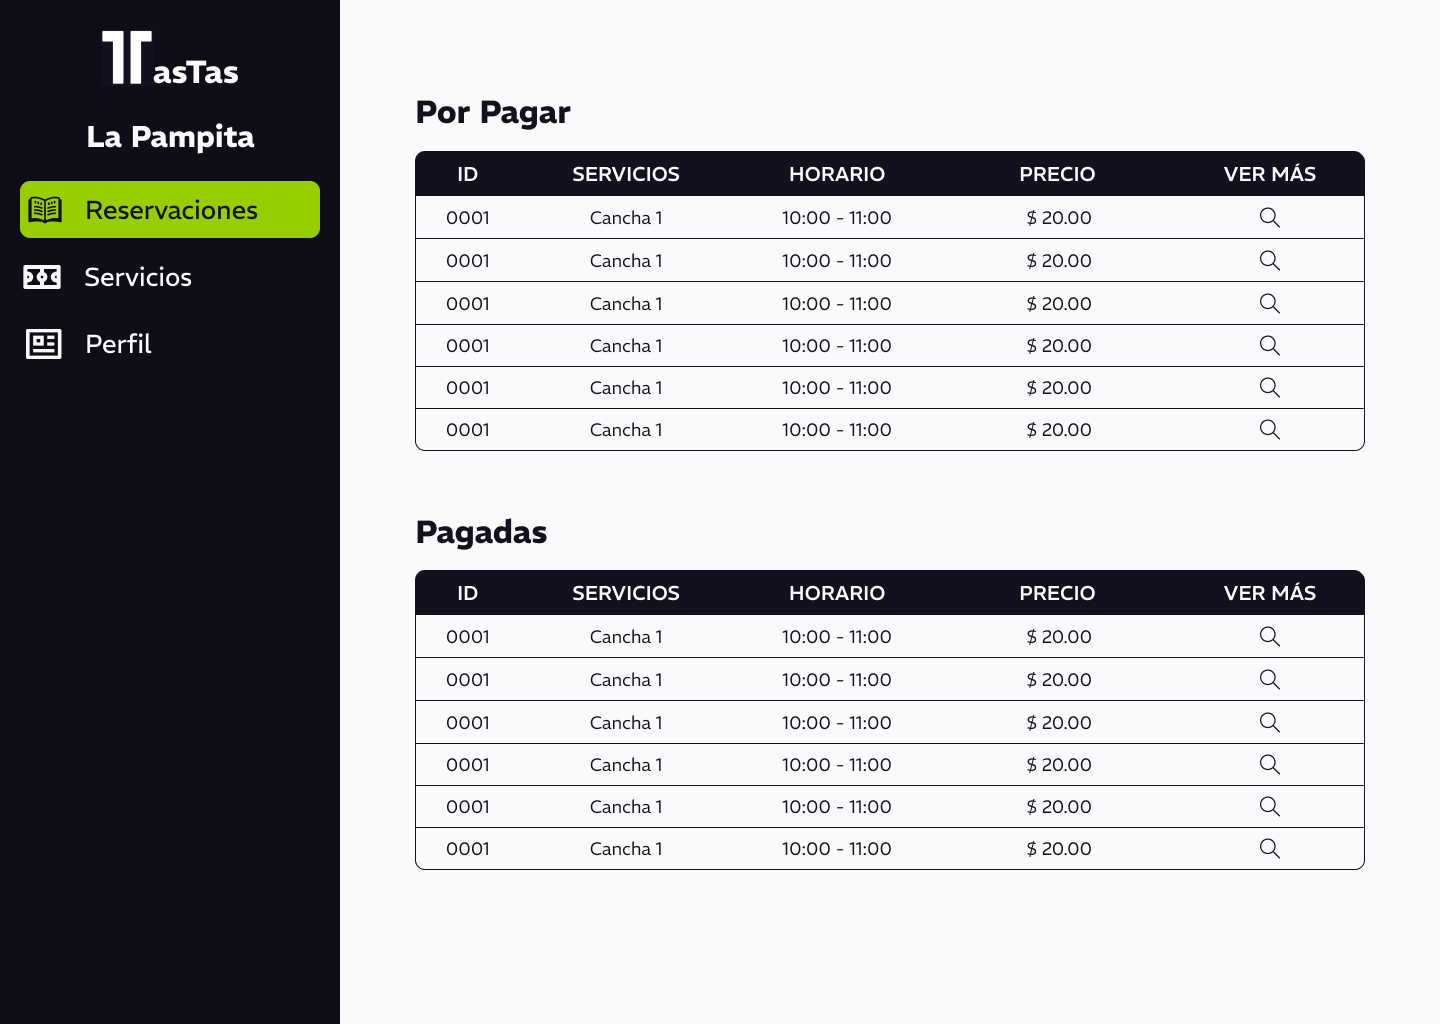 TTasTas
La Pampita
Reservaciones
Servicios
Perfil
Por Pagar
ID SERVICIOS HORARIO PRECIO VER MÁS
0001 Cancha 1 10:00 - 11:00 $ 20.00
0001 Cancha 1 10:00 - 11:00 $ 20.00
0001 Cancha 1 10:00 - 11:00 $ 20.00
0001 Cancha 1 10:00 - 11:00 $ 20.00
0001 Cancha 1 10:00 - 11:00 $ 20.00
0001 Cancha 1 10:00 - 11:00 $ 20.00
Pagadas
ID SERVICIOS HORARIO PRECIO VER MÁS
0001 Cancha 1 10:00 - 11:00 $ 20.00
0001 Cancha 1 10:00 - 11:00 $ 20.00
0001 Cancha 1 10:00 - 11:00 $ 20.00
0001 Cancha 1 10:00 - 11:00 $ 20.00
0001 Cancha 1 10:00 - 11:00 $ 20.00
0001 Cancha 1 10:00 - 11:00 $ 20.00